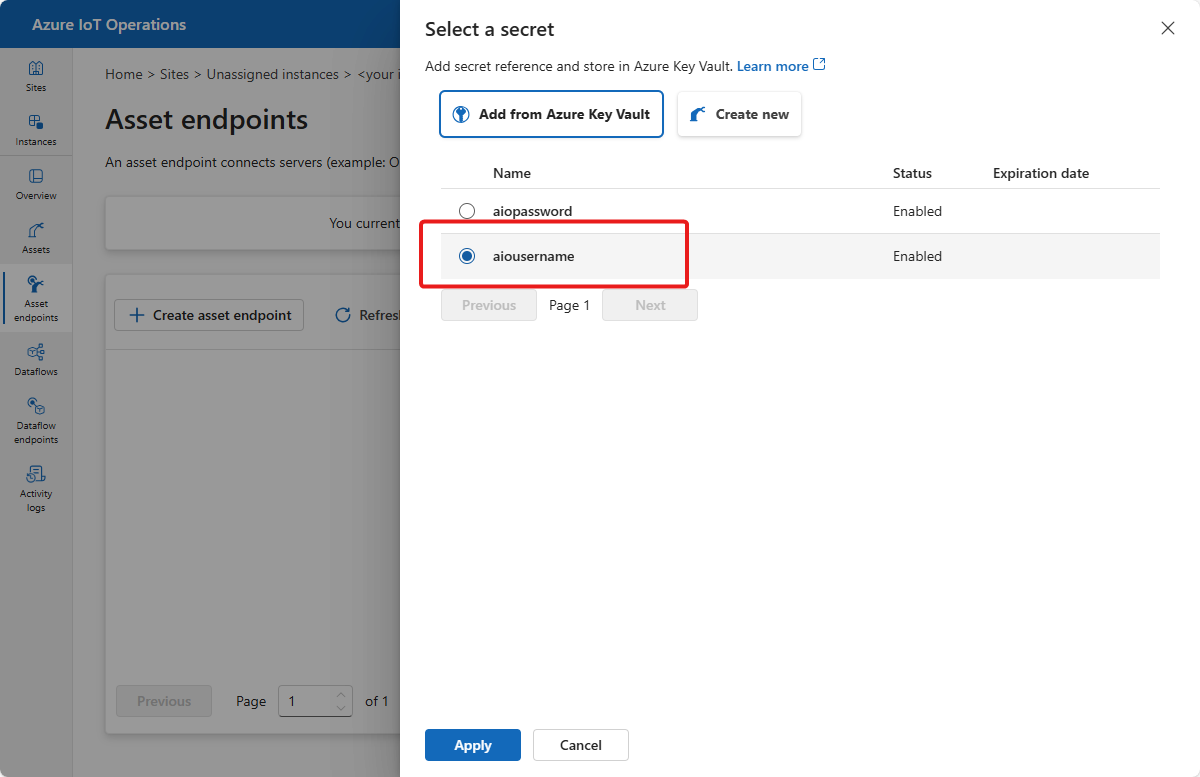 Azure IoT Operations
Sites
Instances
Overview
Assets
Asset
endpoints
Dataflows
Dataflow
endpoints
Activity
logs
Home > Sites > Unassigned instances > <your i
Asset endpoints
An asset endpoint connects servers (example: O
You current
Create asset endpoint
Refres
Previous
Page
1
of 1
Select a secret
Add secret reference and store in Azure Key Vault. Learn more
Add from Azure Key Vault
Create new
Name Status Expiration date
aiopassword Enabled
aiousername Enabled
Previous Page 1 Next
Apply Cancel